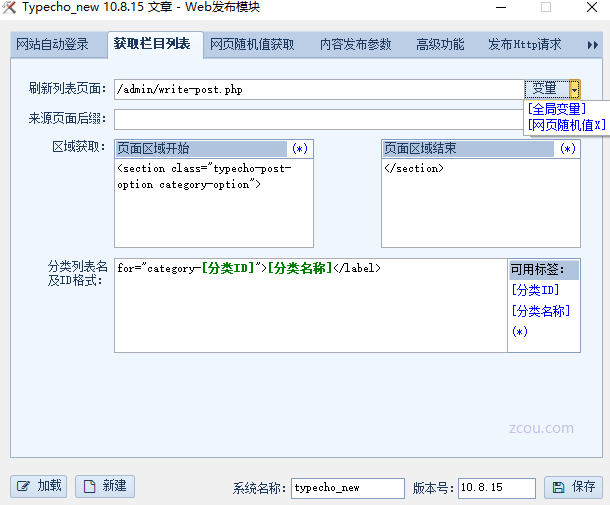 Typecho_new 10.8.15 文章 - Web发布模块
网站自动登录 获取栏目列表 网页随机值获取 内容发布参数 高级功能 发布Http请求
刷新列表页面: /admin/write-post.php 变量
[全局变量]
来源页面后缀: [网页随机值X]
区域获取: 页面区域开始 (*) 页面区域结束 (*)
<section class="typecho-post- </section>
option category-option">
分类列表名 for="category-[分类ID]">[分类名称]</label> 可用标签:
及ID格式:
[分类ID]
[分类名称]
(*)
zcou.com
加载 新建 系统名称: typecho_new 版本号: 10.8.15 保存